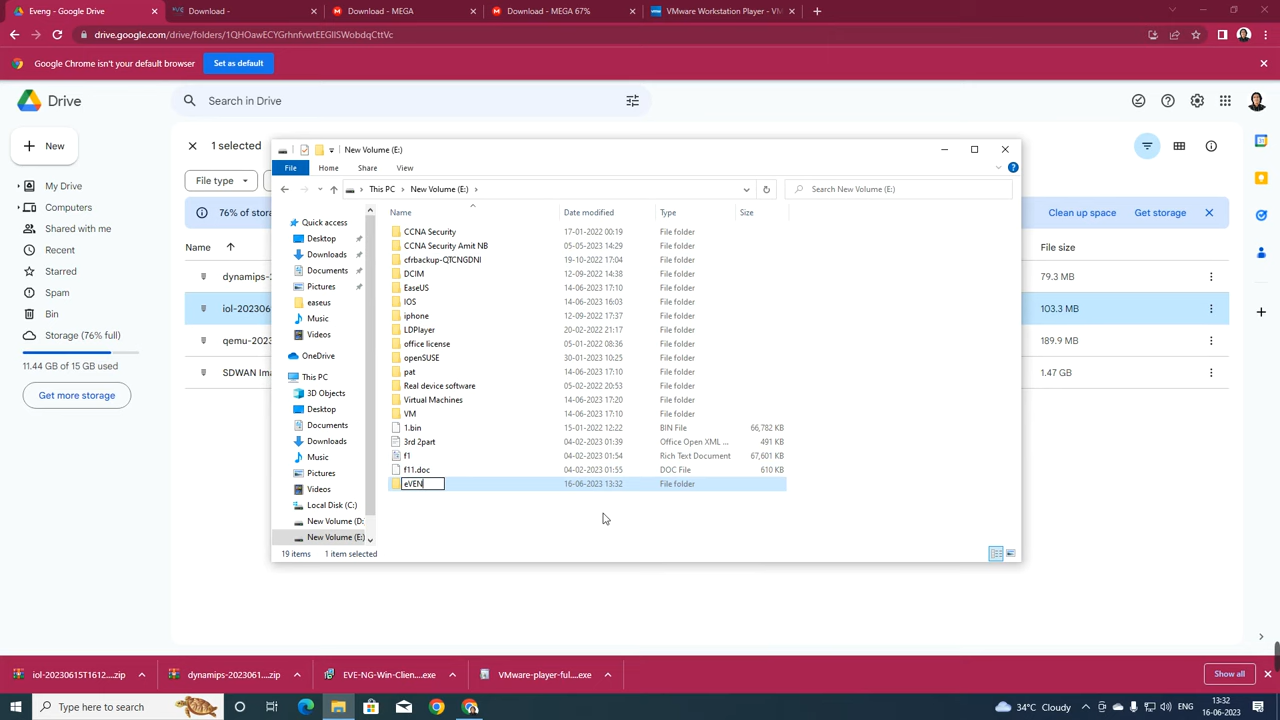 Eveng
Download -
Download - MEGA
Download - MEGA 67%
VMware Workstation Player - VM
drive.google.com/drive/folders/1QHOawECYGrhnfvwtEEGIlSWobdqCttVc
Google Chrome isn't your default browser
Set as default
Drive
Search in Drive
New
1 selected
File type
My Drive
Computers
Shared with me
Recent
Starred
Spam
Bin
Storage (76% full)
11.44 GB of 15 GB used
Get more storage
76% of stora
Clean up space
Get storage
Name
File size
dynamips-2
79.3 MB
iol-202306
103.3 MB
qemu-202
189.9 MB
SDWAN Ima
1.47 GB
New Volume (E:)
File
Home
Share
View
This PC
New Volume (E:)
Search New Volume (E:)
Quick access
Desktop
Downloads
Documents
Pictures
easeus
Music
Videos
OneDrive
This PC
3D Objects
Desktop
Documents
Downloads
Music
Pictures
Videos
Local Disk (C:)
New Volume (D:
New Volume (E:)
Name Date modified Type Size
CCNA Security 17-01-2022 00:19 File folder
CCNA Security Amit NB 05-05-2023 14:29 File folder
cfrbackup-QTCNGDNI 19-10-2022 17:04 File folder
DCIM 12-09-2022 14:38 File folder
EaseUS 14-06-2023 17:10 File folder
IOS 14-06-2023 16:03 File folder
iphone 12-09-2022 17:37 File folder
LDPlayer 20-02-2022 21:17 File folder
office license 05-01-2022 08:36 File folder
openSUSE 30-01-2023 10:25 File folder
pat 14-06-2023 17:10 File folder
Real device software 05-02-2022 20:53 File folder
Virtual Machines 14-06-2023 17:20 File folder
VM 14-06-2023 17:10 File folder
1.bin 15-01-2022 12:22 BIN File 66,782 KB
3rd 2part 04-02-2023 01:39 Office Open XML ... 491 KB
f1 04-02-2023 01:54 Rich Text Document 67,601 KB
f11.doc 04-02-2023 01:55 DOC File 610 KB
eVEN 16-06-2023 13:32 File folder
19 items
1 item selected
iol-20230615T1612....zip
dynamips-2023061....zip
EVE-NG-Win-Clien....exe
VMware-player-ful....exe
Show all
Type here to search
34°C Cloudy
13:32
16-06-2023